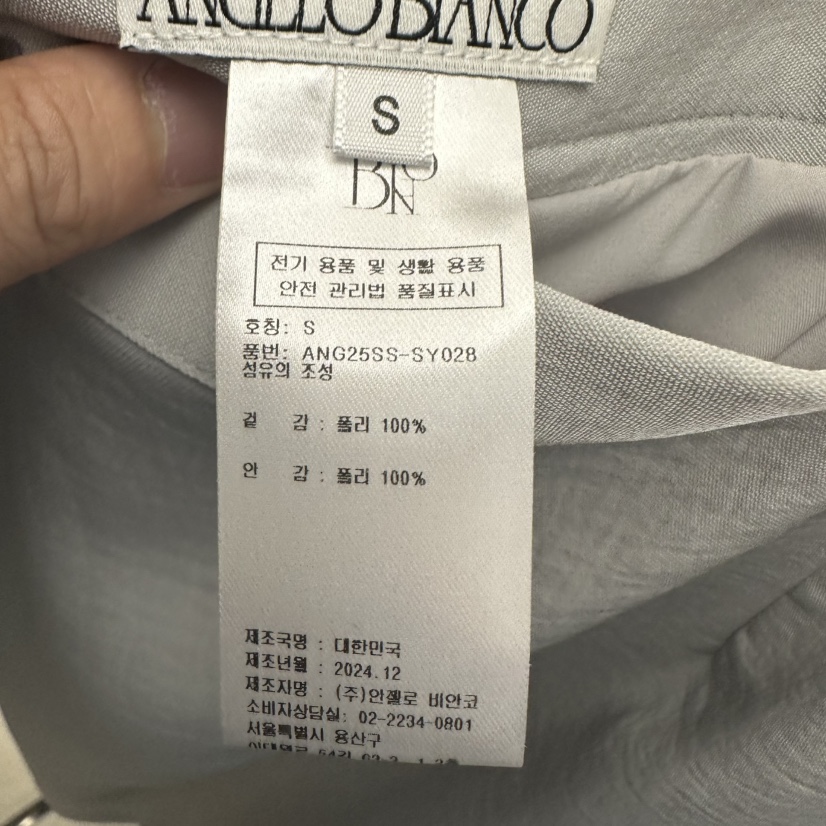 ANGELLO BIANCO
S
전기 용품 및 생활 용품
안전 관리법 품질표시
호칭: S
품번: ANG25SS-SY028
섬유의 조성
겉 감 : 폴리 100%
안 감 : 폴리 100%
제조국명 : 대한민국
제조년월 : 2024.12
제조자명 : (주)안젤로 비안코
소비자상담실: 02-2234-0801
서울특별시 용산구